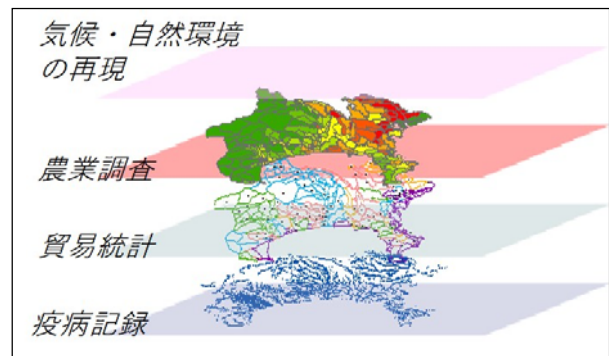 気候・自然環境
の再現
農業調査
貿易統計
疫病記録